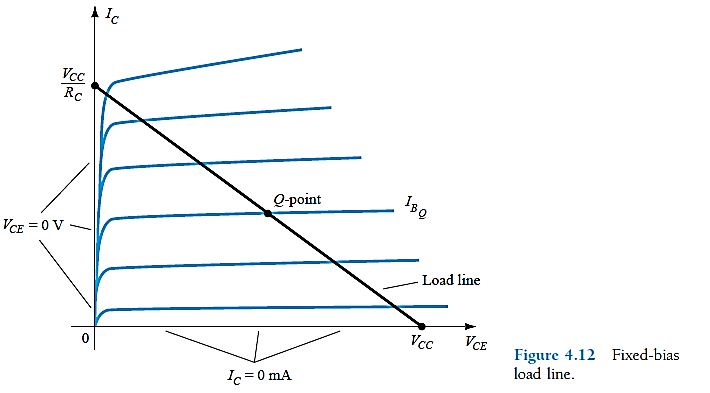 I_C
V_CC
R_C
Q-point
I_BQ
V_CE = 0 V
Load line
0
V_CC
V_CE
I_C = 0 mA
Figure 4.12 Fixed-bias
load line.